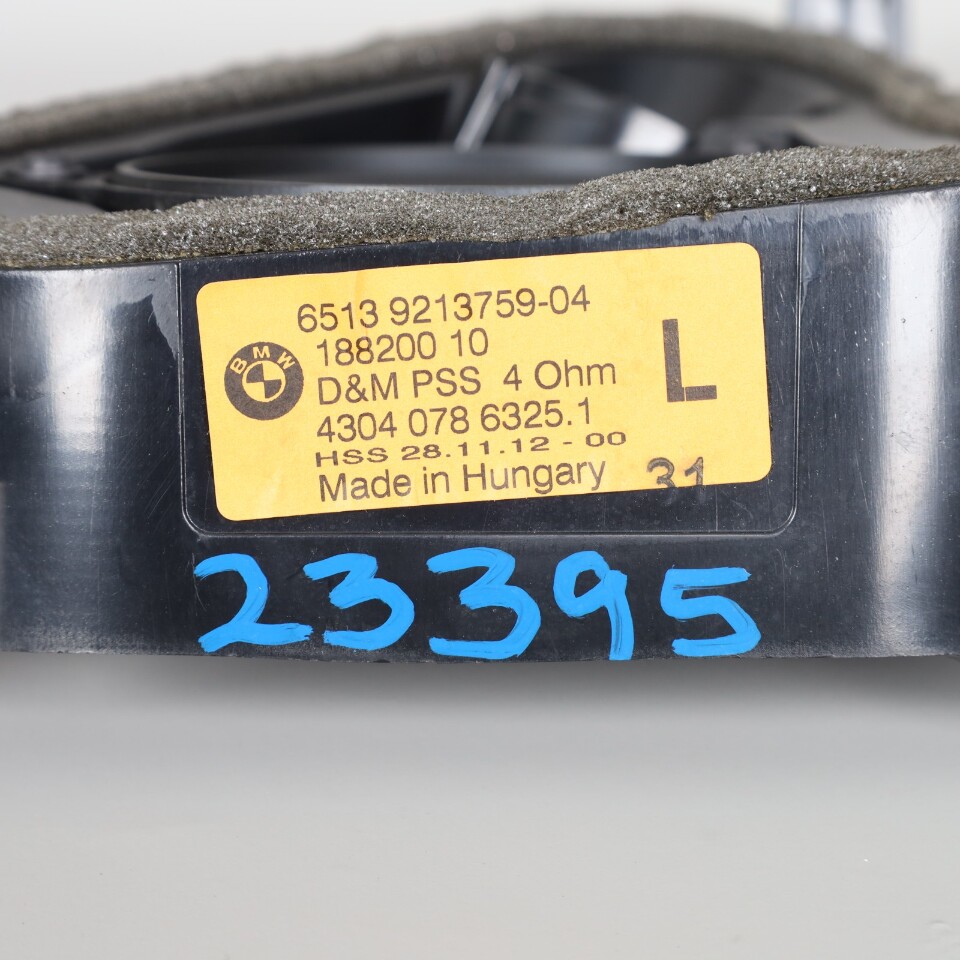 6513 9213759-04
188200 10
BMW
D&M PSS 4 Ohm
L
4304 078 6325.1
HSS 28.11.12 - 00
Made in Hungary
31
23395